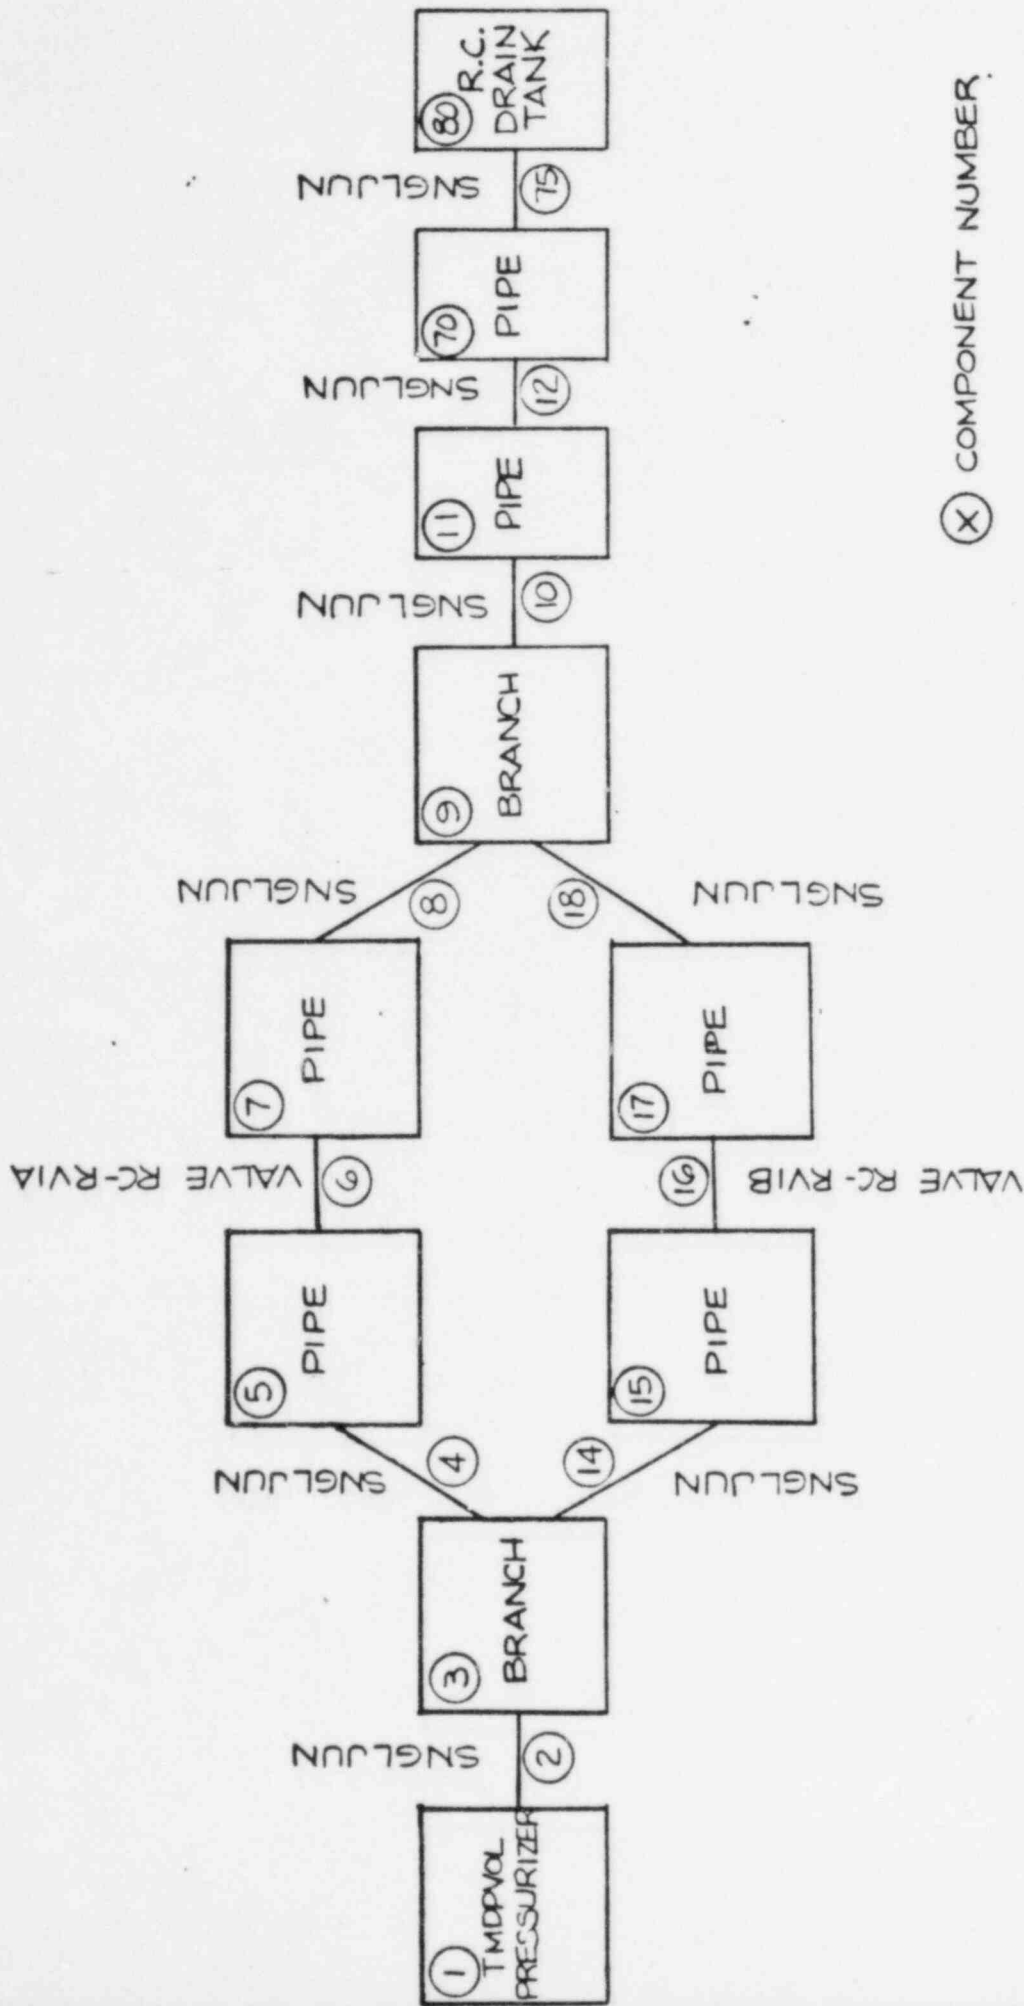 1
TMDPVOL
PRESSURIZER
SNGLJUN
2
3
BRANCH
SNGLJUN
4
5
PIPE
VALVE RC-RV1A
6
7
PIPE
SNGLJUN
8
14
SNGLJUN
15
PIPE
16
VALVE RC-RV1B
17
PIPE
18
SNGLJUN
9
BRANCH
SNGLJUN
10
11
PIPE
SNGLJUN
12
70
PIPE
SNGLJUN
75
80
R.C.
DRAIN
TANK
X COMPONENT NUMBER.